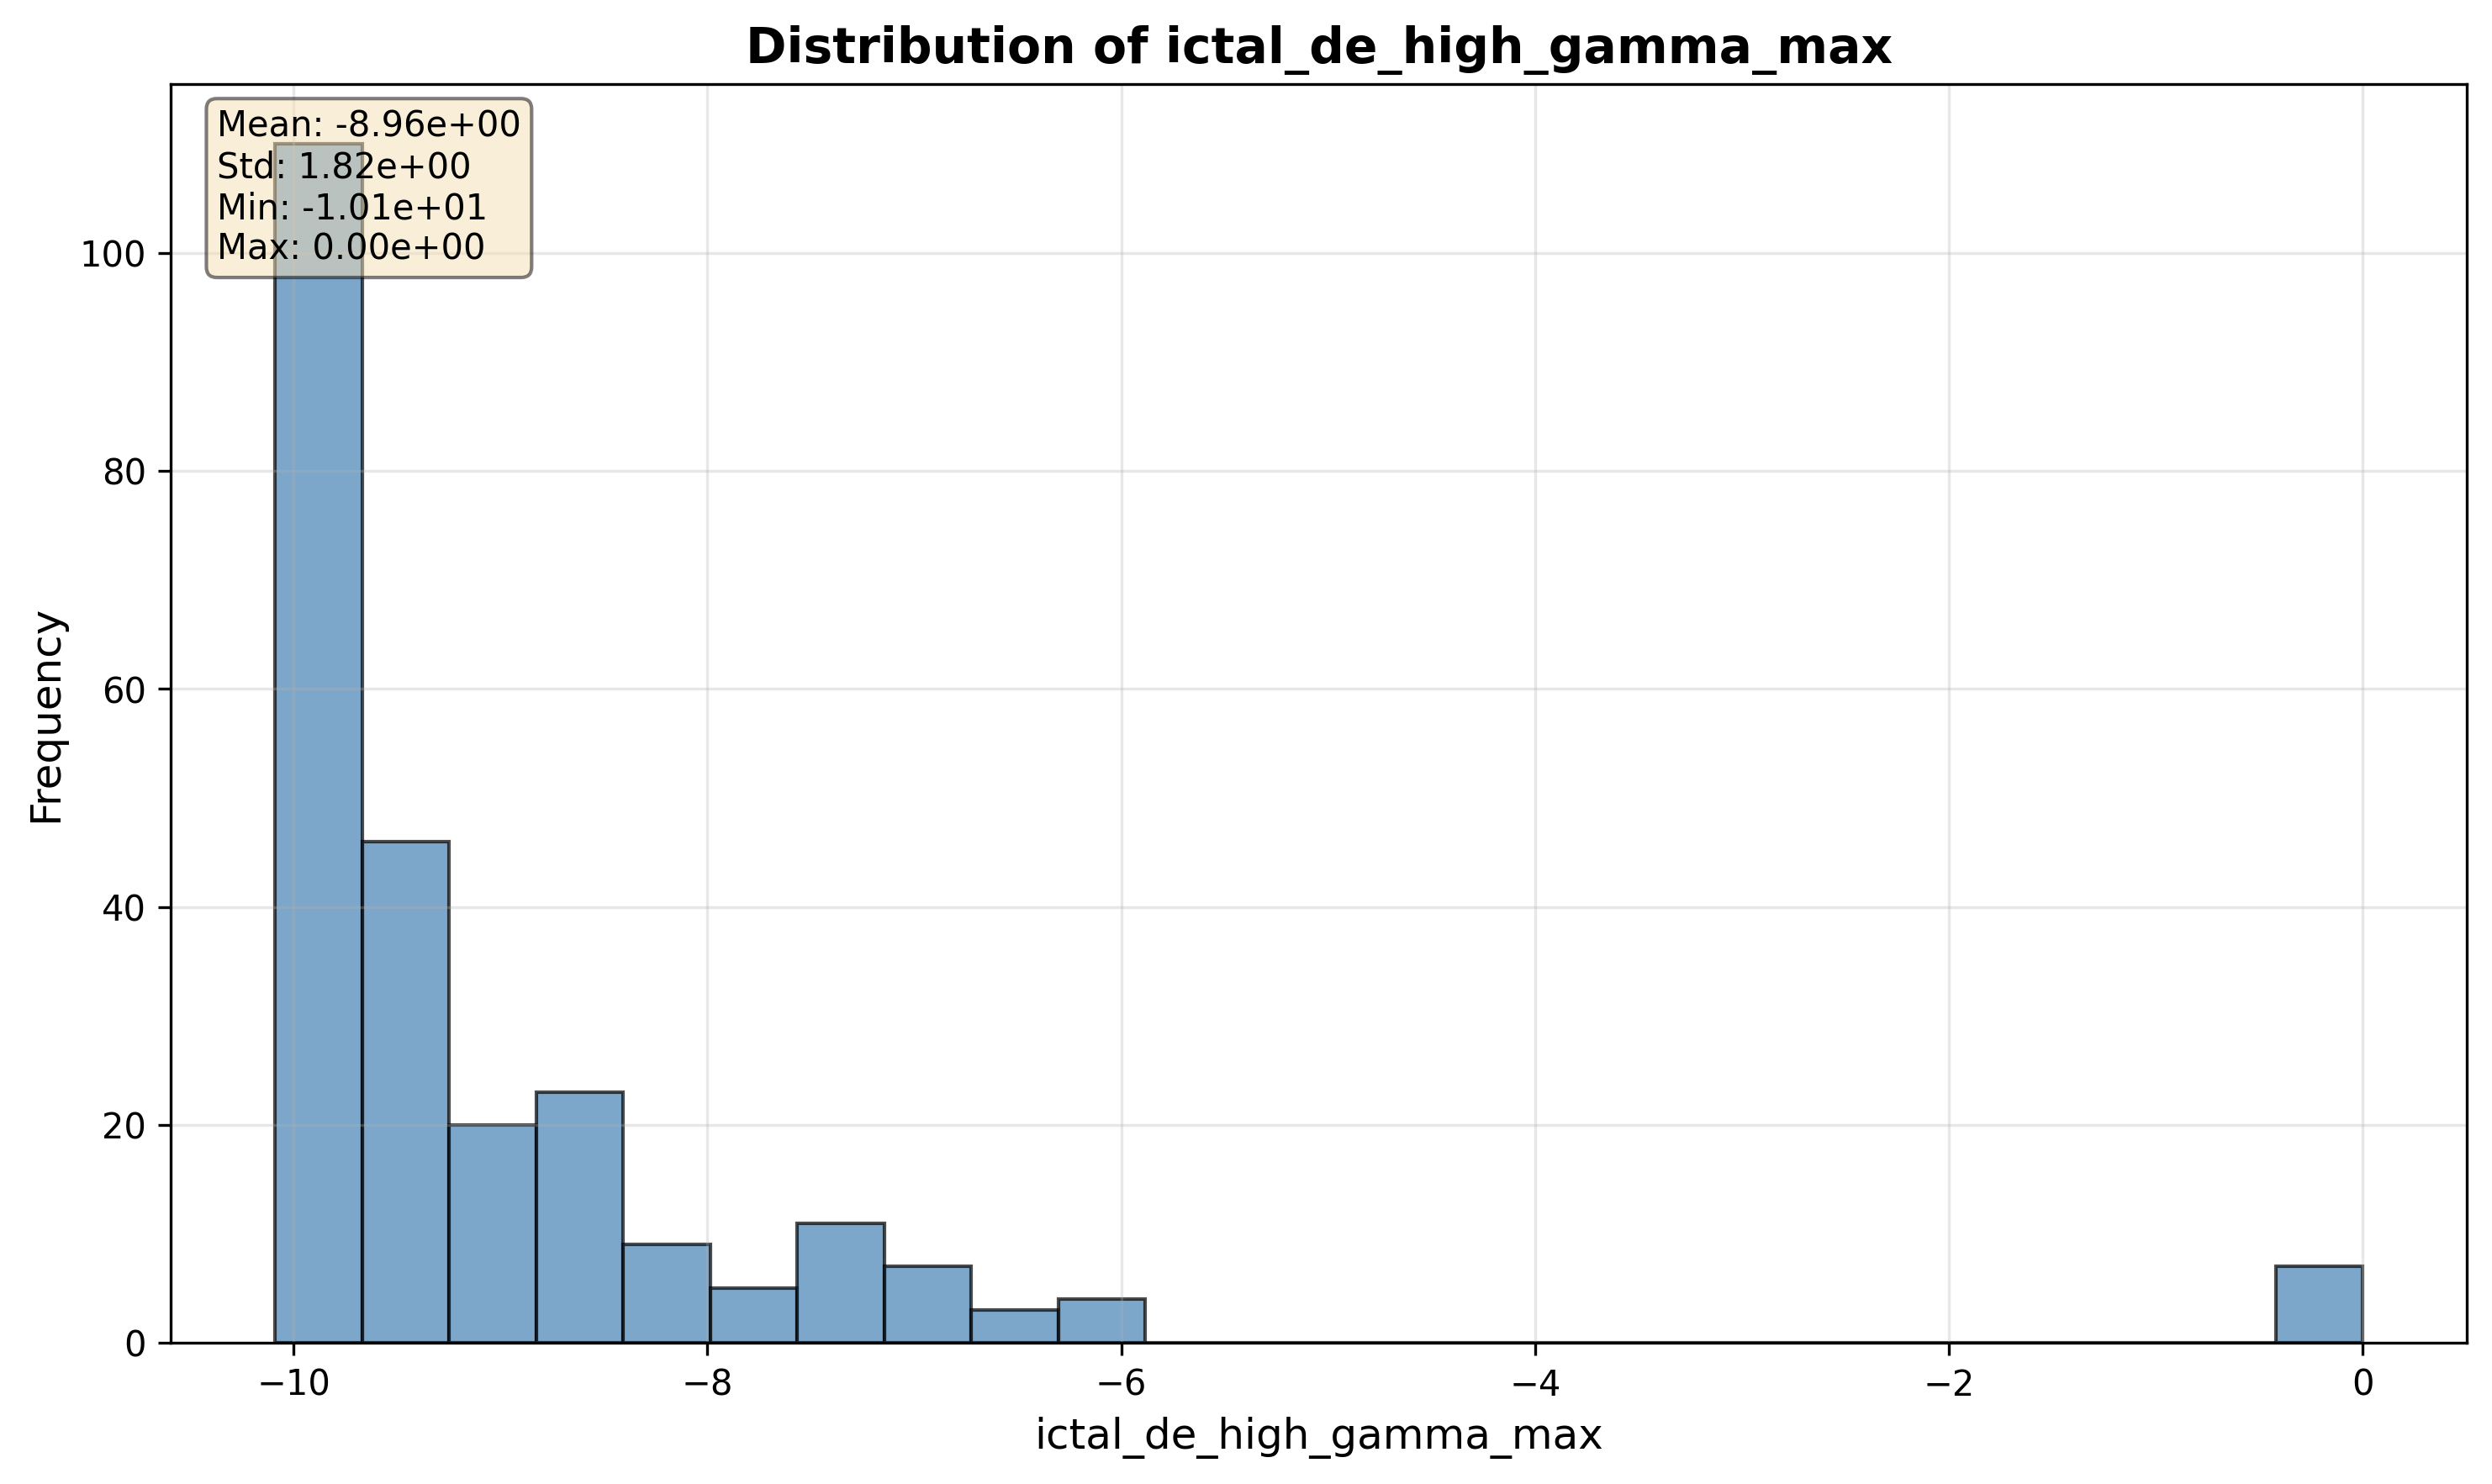 Distribution of ictal_de_high_gamma_max
Mean: -8.96e+00
Std: 1.82e+00
Min: -1.01e+01
Max: 0.00e+00
100
80
60
40
20
0
Frequency
−10 −8 −6 −4 −2 0
ictal_de_high_gamma_max